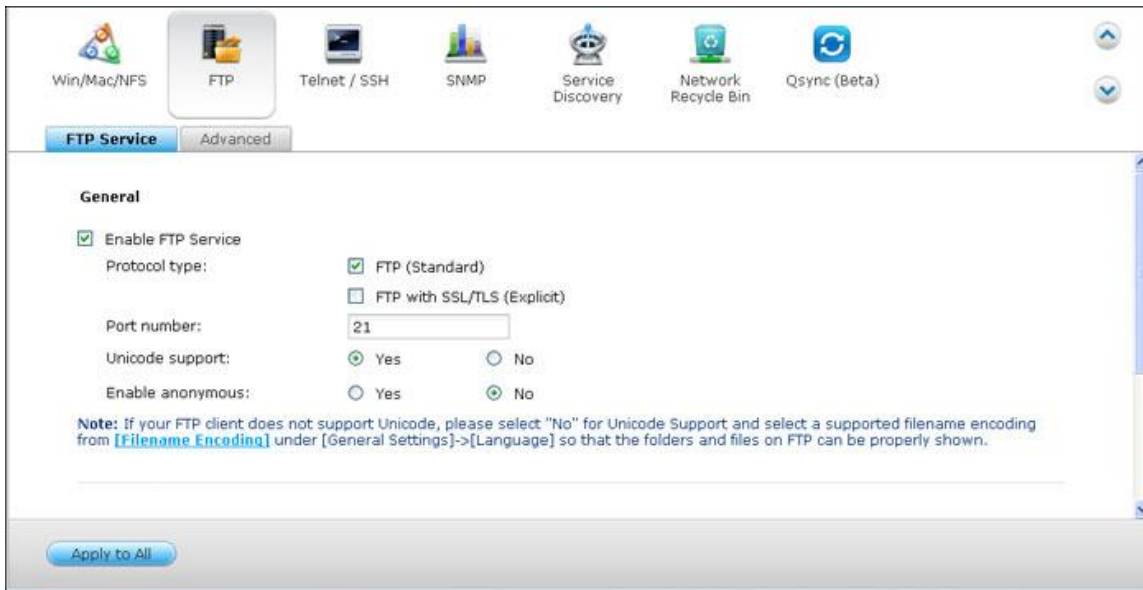 Win/Mac/NFS
FTP
Telnet / SSH
SNMP
Service
Discovery
Network
Recycle Bin
Qsync (Beta)
FTP Service
Advanced
General
Enable FTP Service
Protocol type:
FTP (Standard)
FTP with SSL/TLS (Explicit)
Port number:
21
Unicode support:
Yes
No
Enable anonymous:
Yes
No
Note: If your FTP client does not support Unicode, please select "No" for Unicode Support and select a supported filename encoding
from [Filename Encoding] under [General Settings]->[Language] so that the folders and files on FTP can be properly shown.
Apply to All